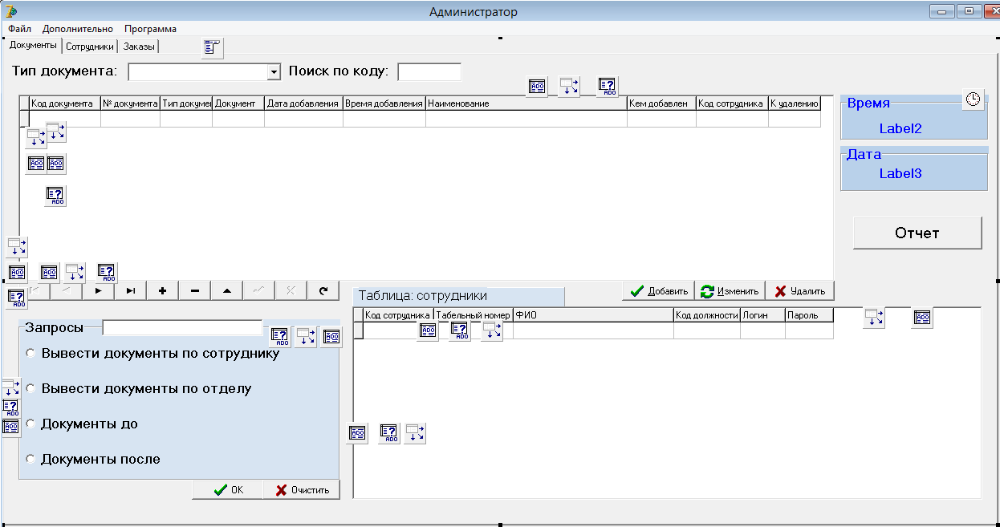 Администратор
Файл Дополнительно Программа
Документы Сотрудники Заказы
Тип документа: Поиск по коду:
Код документа № документа Тип докумен Документ Дата добавления Время добавления Наименование Кем добавлен Код сотрудника К удалению
Время
Label2
Дата
Label3
Отчет
Добавить Изменить Удалить
Таблица: сотрудники
Код сотрудника Табельный номер ФИО Код должности Логин Пароль
Запросы
Вывести документы по сотруднику
Вывести документы по отделу
Документы до
Документы после
OK Очистить